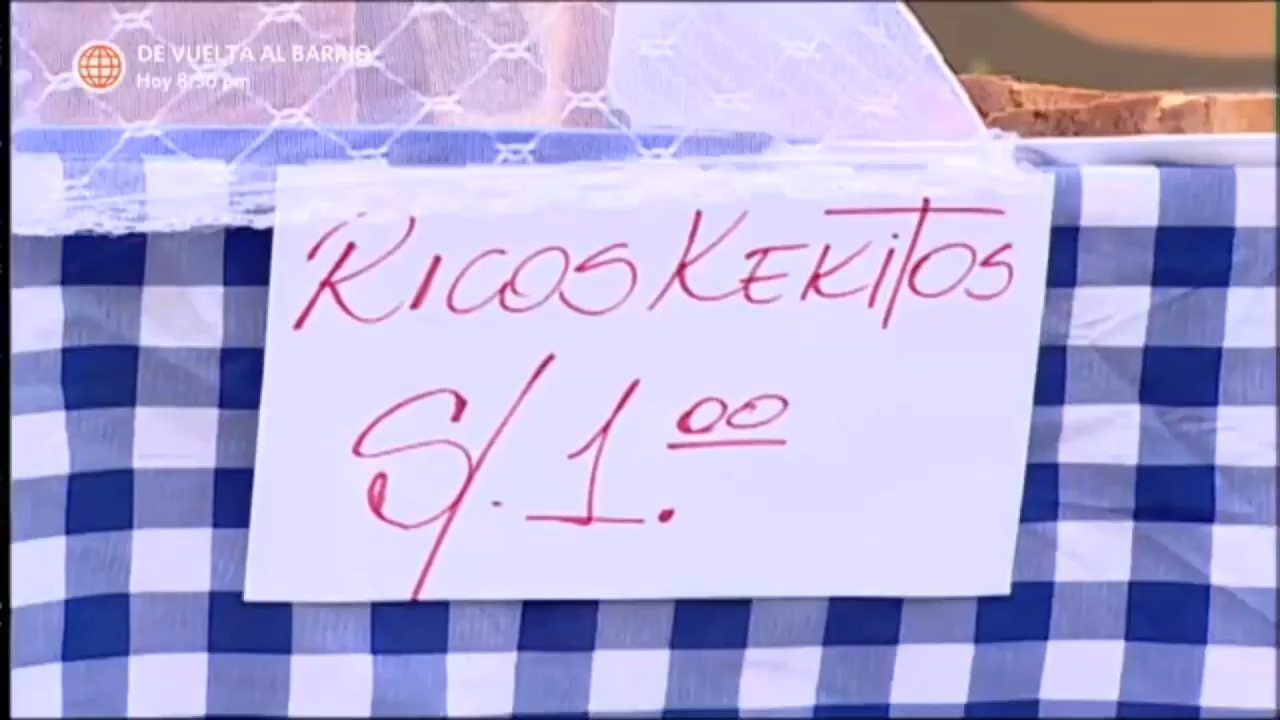 DE VUELTA AL BARRIO
Hoy 8:30 pm
RICOS KEKITOS
S/. 1.00